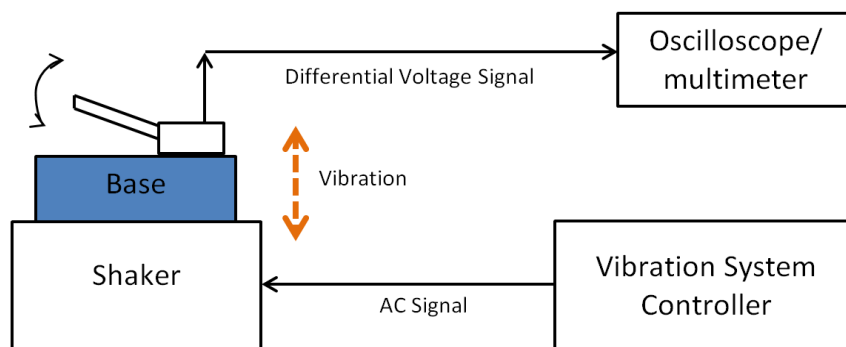 Oscilloscope/
multimeter
Differential Voltage Signal
Base
Vibration
Shaker
Vibration System
Controller
AC Signal